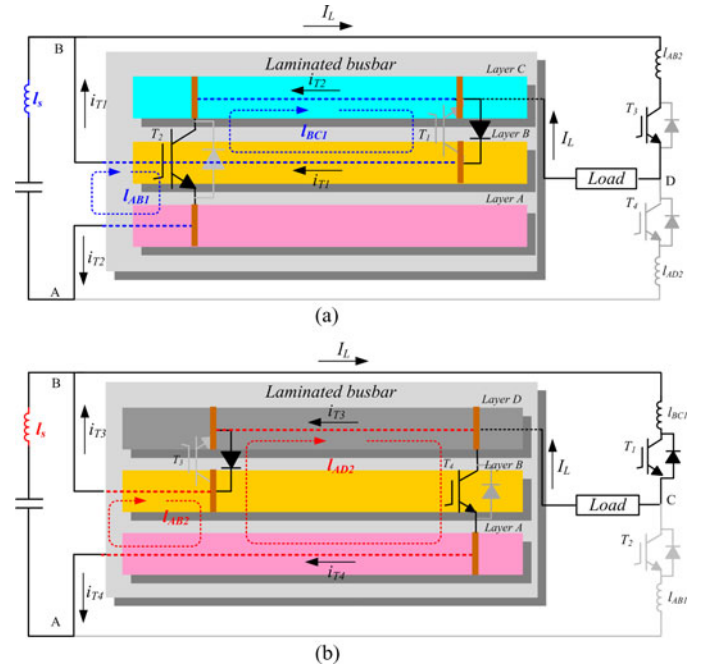 I_L
B
Laminated busbar
l_AB2
Layer C
l_s
i_T2
i_T1
T_3
l_BC1
T_2
T_1
Layer B
I_L
i_T1
Load
D
l_AB1
Layer A
T_4
i_T2
l_AD2
A
(a)
I_L
B
Laminated busbar
l_BC1
Layer D
l_s
i_T3
i_T3
T_1
T_3
l_AD2
T_4
Layer B
I_L
Load
C
l_AB2
Layer A
T_2
i_T4
i_T4
l_AB1
A
(b)